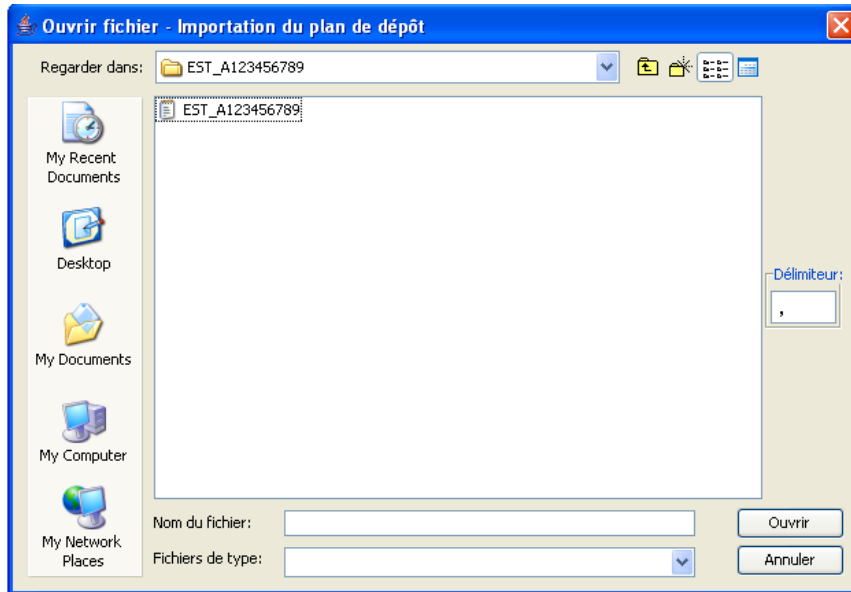 Ouvrir fichier - Importation du plan de dépôt
Regarder dans:
EST_A123456789
EST_A123456789
My Recent
Documents
Desktop
My Documents
My Computer
My Network
Places
Délimiteur:
,
Nom du fichier:
Ouvrir
Fichiers de type:
Annuler